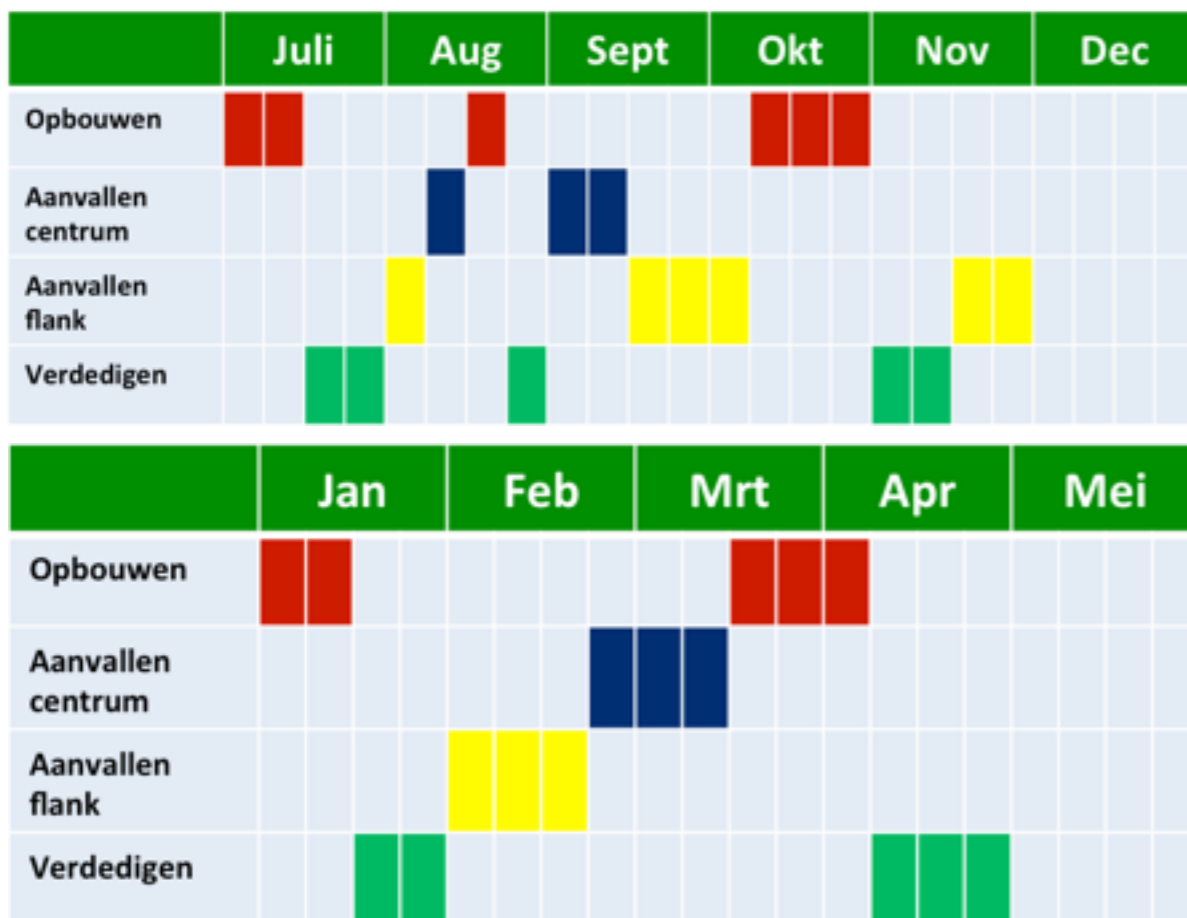 Juli Aug Sept Okt Nov Dec
Opbouwen
Aanvallen
centrum
Aanvallen
flank
Verdedigen
Jan Feb Mrt Apr Mei
Opbouwen
Aanvallen
centrum
Aanvallen
flank
Verdedigen